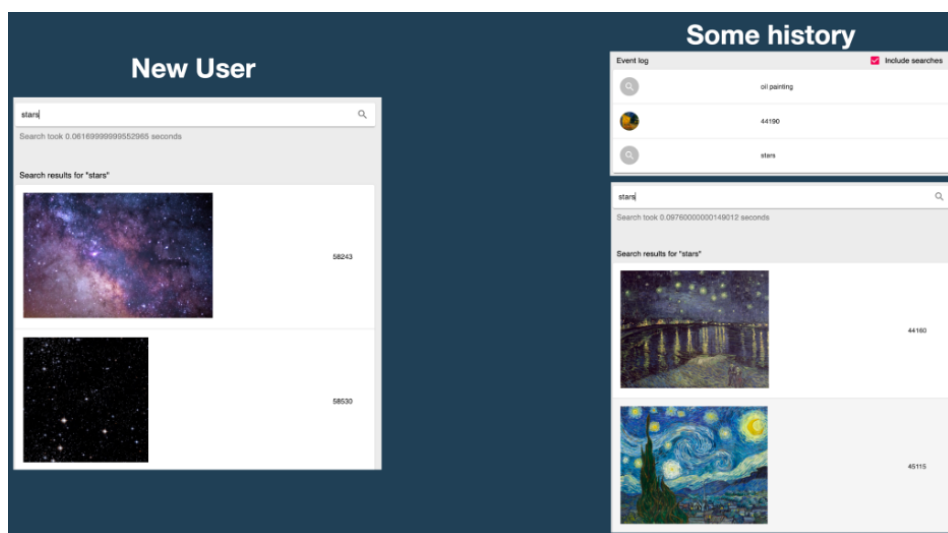 New User
stars
Search took 0.06169999999552965 seconds
Search results for "stars"
58243
58530
Some history
Event log
Include searches
oil painting
44190
stars
stars
Search took 0.09760000000149012 seconds
Search results for "stars"
44160
45115